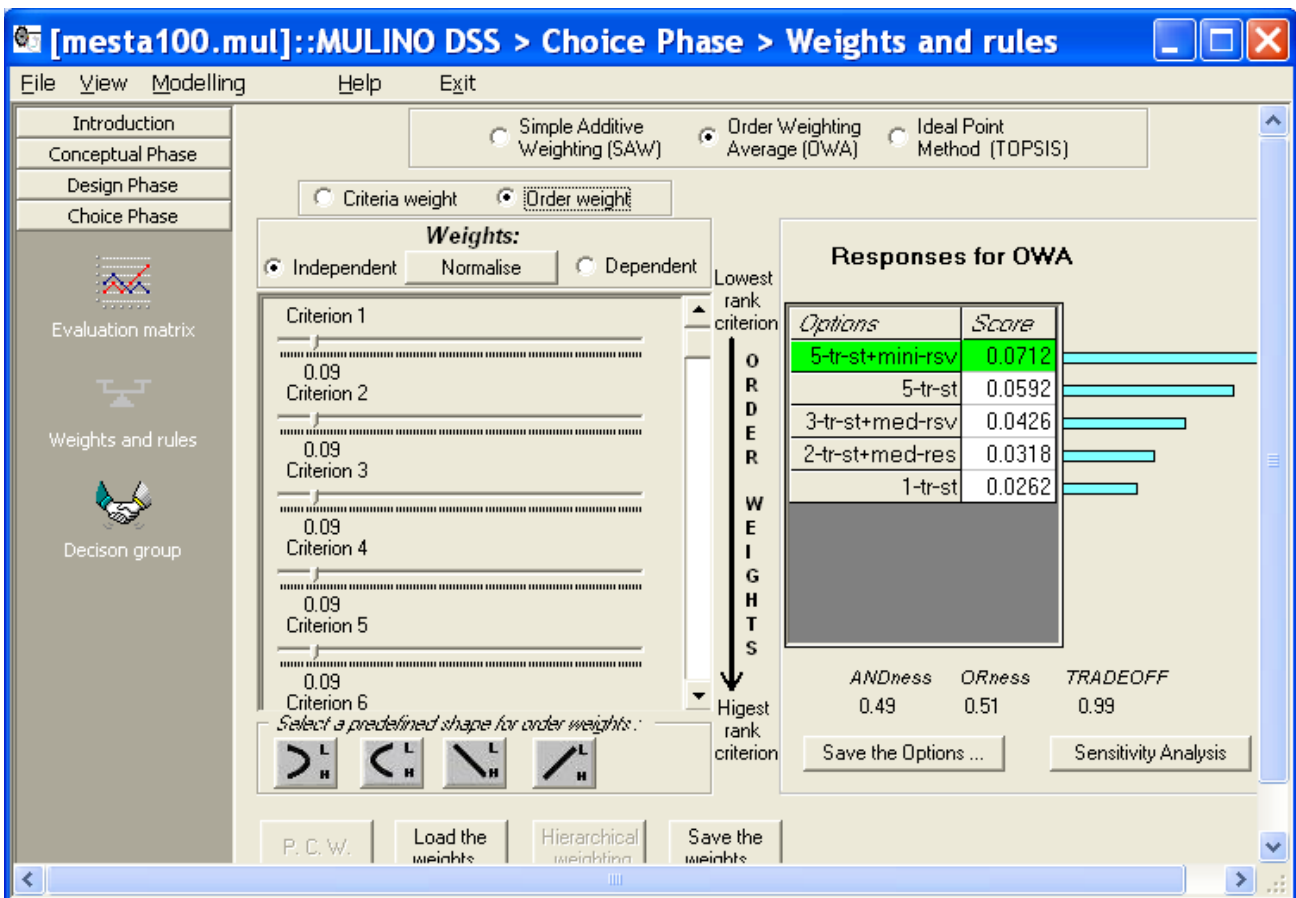 [mesta100.mul]::MULINO DSS > Choice Phase > Weights and rules
File View Modelling Help Exit
Introduction
Conceptual Phase
Design Phase
Choice Phase
Evaluation matrix
Weights and rules
Decison group
Simple Additive
Weighting (SAW)
Order Weighting
Average (OWA)
Ideal Point
Method (TOPSIS)
Criteria weight Order weight
Weights:
Independent Normalise Dependent
Criterion 1
0.09
Criterion 2
0.09
Criterion 3
0.09
Criterion 4
0.09
Criterion 5
0.09
Criterion 6
Select a predefined shape for order weights :
L
H
L
H
L
H
L
H
Lowest
rank
criterion
ORDER WEIGHTS
Higest
rank
criterion
Responses for OWA
Options Score
5-tr-st+mini-rsv 0.0712
5-tr-st 0.0592
3-tr-st+med-rsv 0.0426
2-tr-st+med-res 0.0318
1-tr-st 0.0262
ANDness ORness TRADEOFF
0.49 0.51 0.99
Save the Options ... Sensitivity Analysis
P. C. W.
Load the
weights
Hierarchical
weighting
Save the
weights